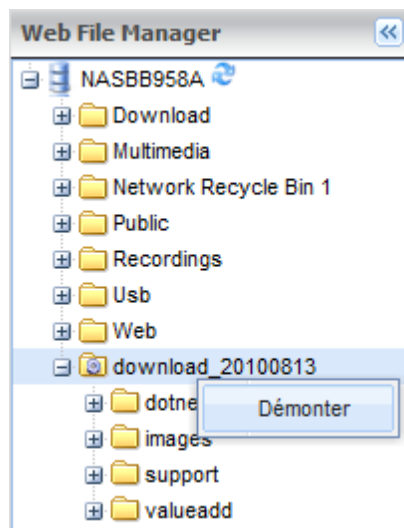 Web File Manager
NASBB958A
Download
Multimedia
Network Recycle Bin 1
Public
Recordings
Usb
Web
download_20100813
dotne
Démonter
images
support
valueadd